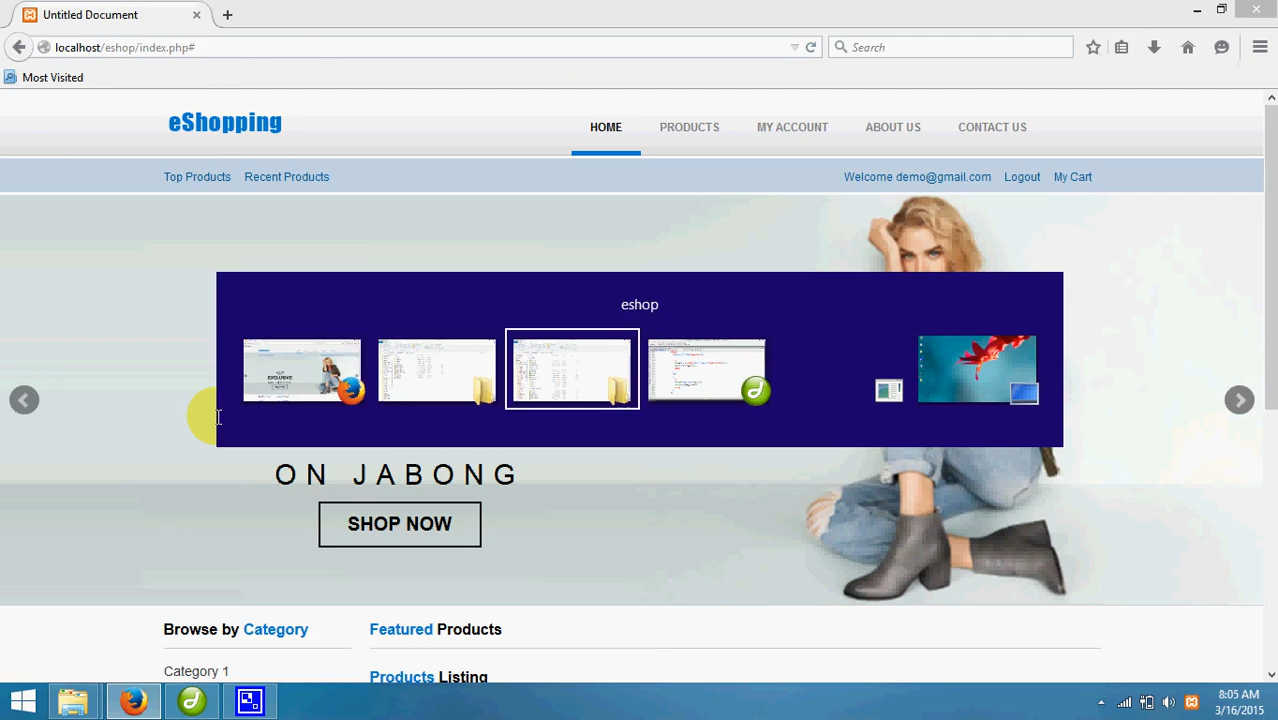 Untitled Document
localhost/eshop/index.php#
Search
Most Visited
eShopping
HOME PRODUCTS MY ACCOUNT ABOUT US CONTACT US
Top Products Recent Products Welcome demo@gmail.com Logout My Cart
eshop
ON JABONG
SHOP NOW
Browse by Category
Featured Products
Category 1
Products Listing
8:05 AM
3/16/2015